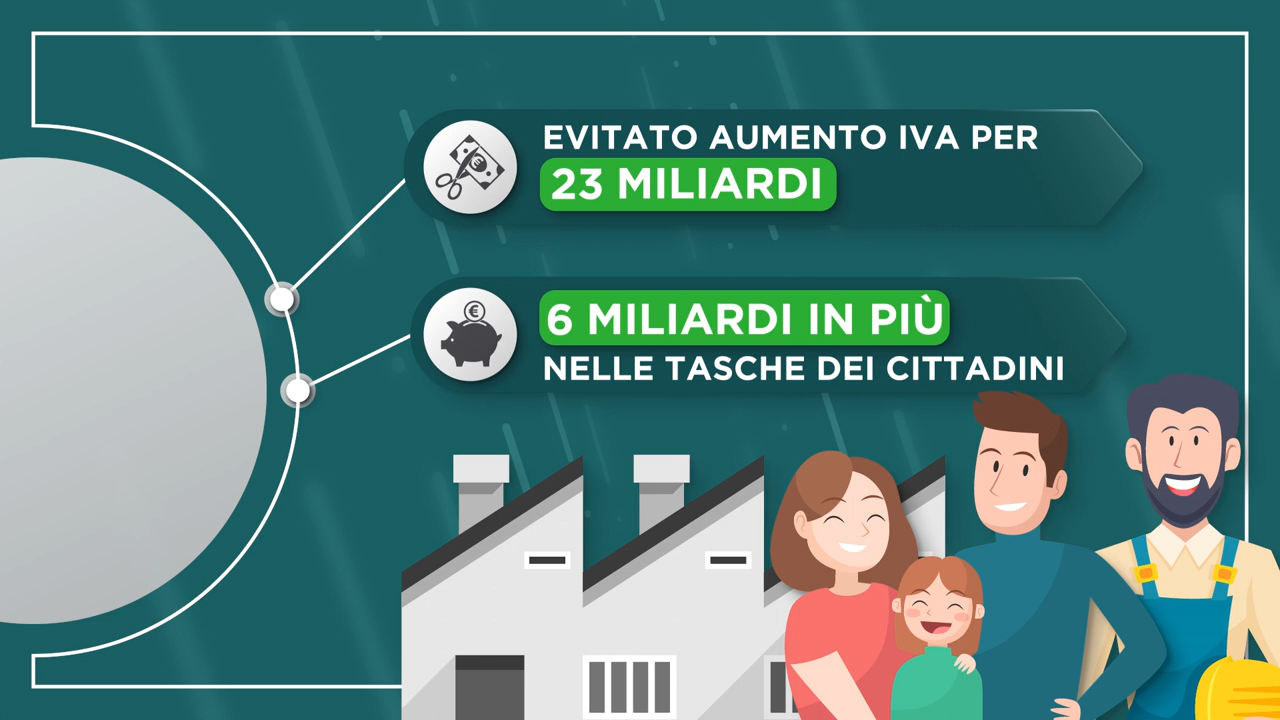 EVITATO AUMENTO IVA PER
23 MILIARDI
6 MILIARDI IN PIÙ
NELLE TASCHE DEI CITTADINI